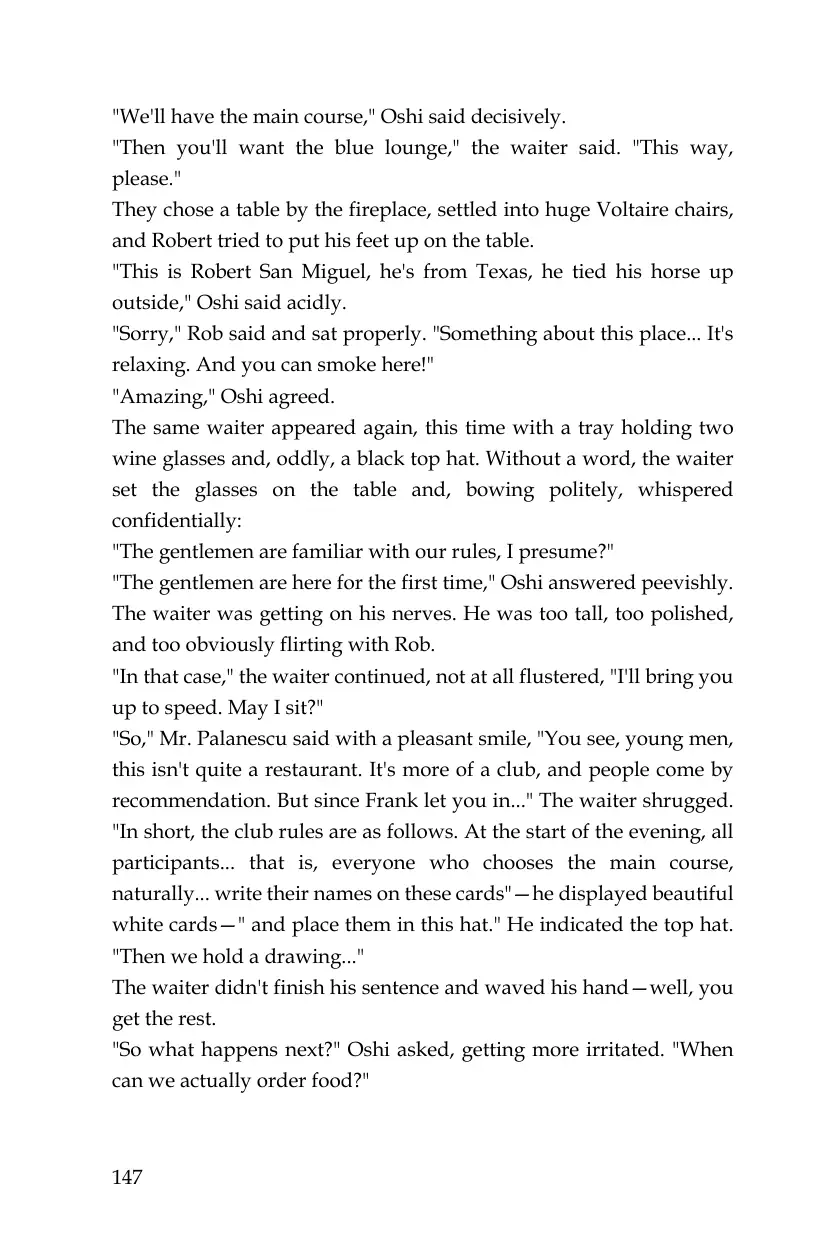 "We'll have the main course," Oshi said decisively.
"Then you'll want the blue lounge," the waiter said. "This way,
please."
They chose a table by the fireplace, settled into huge Voltaire chairs,
and Robert tried to put his feet up on the table.
"This is Robert San Miguel, he's from Texas, he tied his horse up
outside," Oshi said acidly.
"Sorry," Rob said and sat properly. "Something about this place... It's
relaxing. And you can smoke here!"
"Amazing," Oshi agreed.
The same waiter appeared again, this time with a tray holding two
wine glasses and, oddly, a black top hat. Without a word, the waiter
set the glasses on the table and, bowing politely, whispered
confidentially:
"The gentlemen are familiar with our rules, I presume?"
"The gentlemen are here for the first time," Oshi answered peevishly.
The waiter was getting on his nerves. He was too tall, too polished,
and too obviously flirting with Rob.
"In that case," the waiter continued, not at all flustered, "I'll bring you
up to speed. May I sit?"
"So," Mr. Palanescu said with a pleasant smile, "You see, young men,
this isn't quite a restaurant. It's more of a club, and people come by
recommendation. But since Frank let you in..." The waiter shrugged.
"In short, the club rules are as follows. At the start of the evening, all
participants... that is, everyone who chooses the main course,
naturally... write their names on these cards"—he displayed beautiful
white cards—" and place them in this hat." He indicated the top hat.
"Then we hold a drawing..."
The waiter didn't finish his sentence and waved his hand—well, you
get the rest.
"So what happens next?" Oshi asked, getting more irritated. "When
can we actually order food?"
147